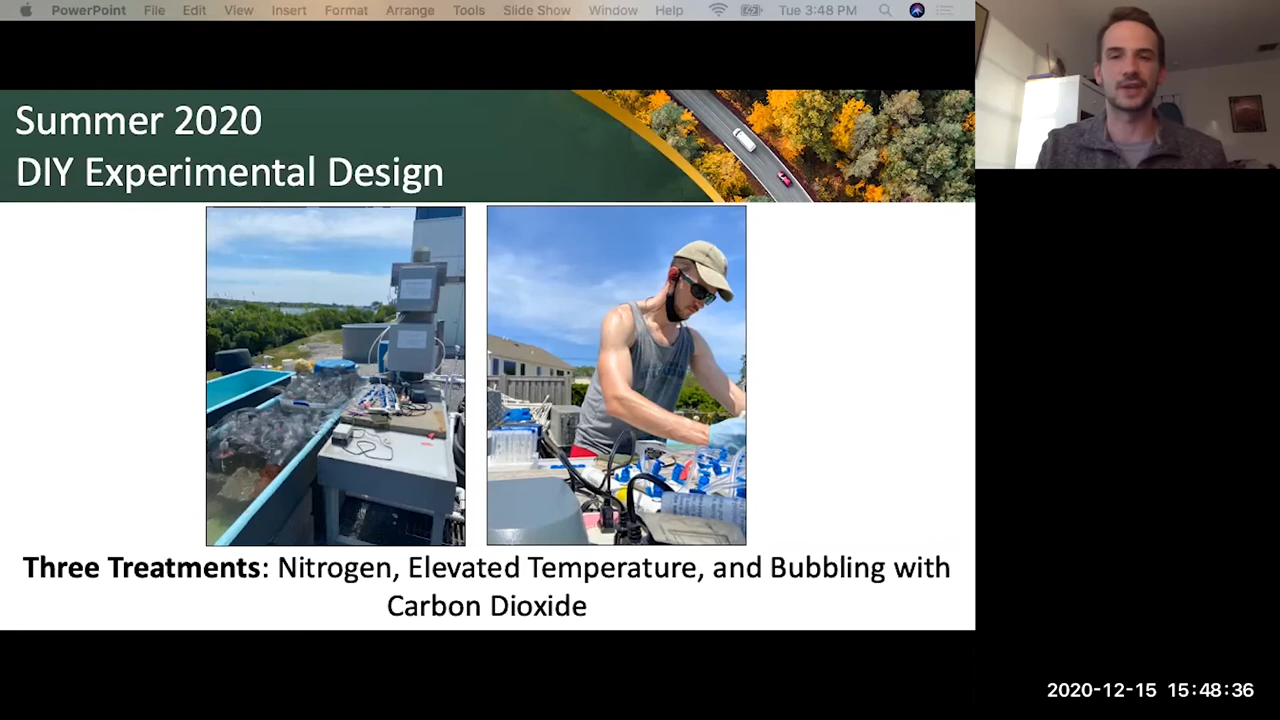 PowerPoint File Edit View Insert Format Arrange Tools Slide Show Window Help Tue 3:48 PM
Summer 2020
DIY Experimental Design
Three Treatments: Nitrogen, Elevated Temperature, and Bubbling with
Carbon Dioxide
2020-12-15 15:48:36